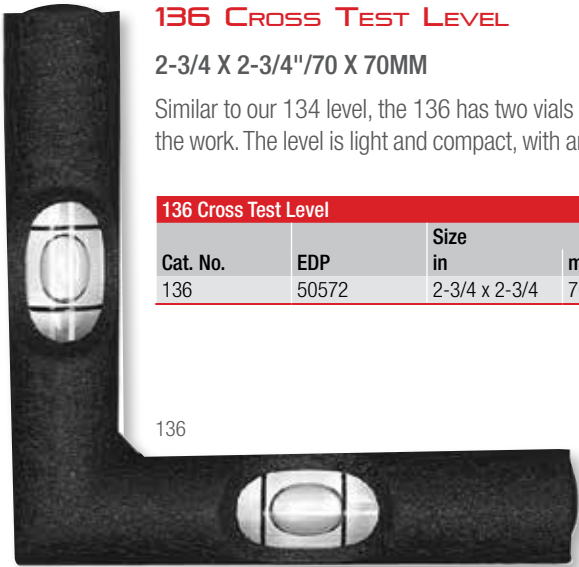 136 Cross Test Level
2-3/4 X 2-3/4"/70 X 70MM
Similar to our 134 level, the 136 has two vials
the work. The level is light and compact, with
136 Cross Test Level
Size
Cat. No. EDP in
136 50572 2-3/4 x 2-3/4 7
136